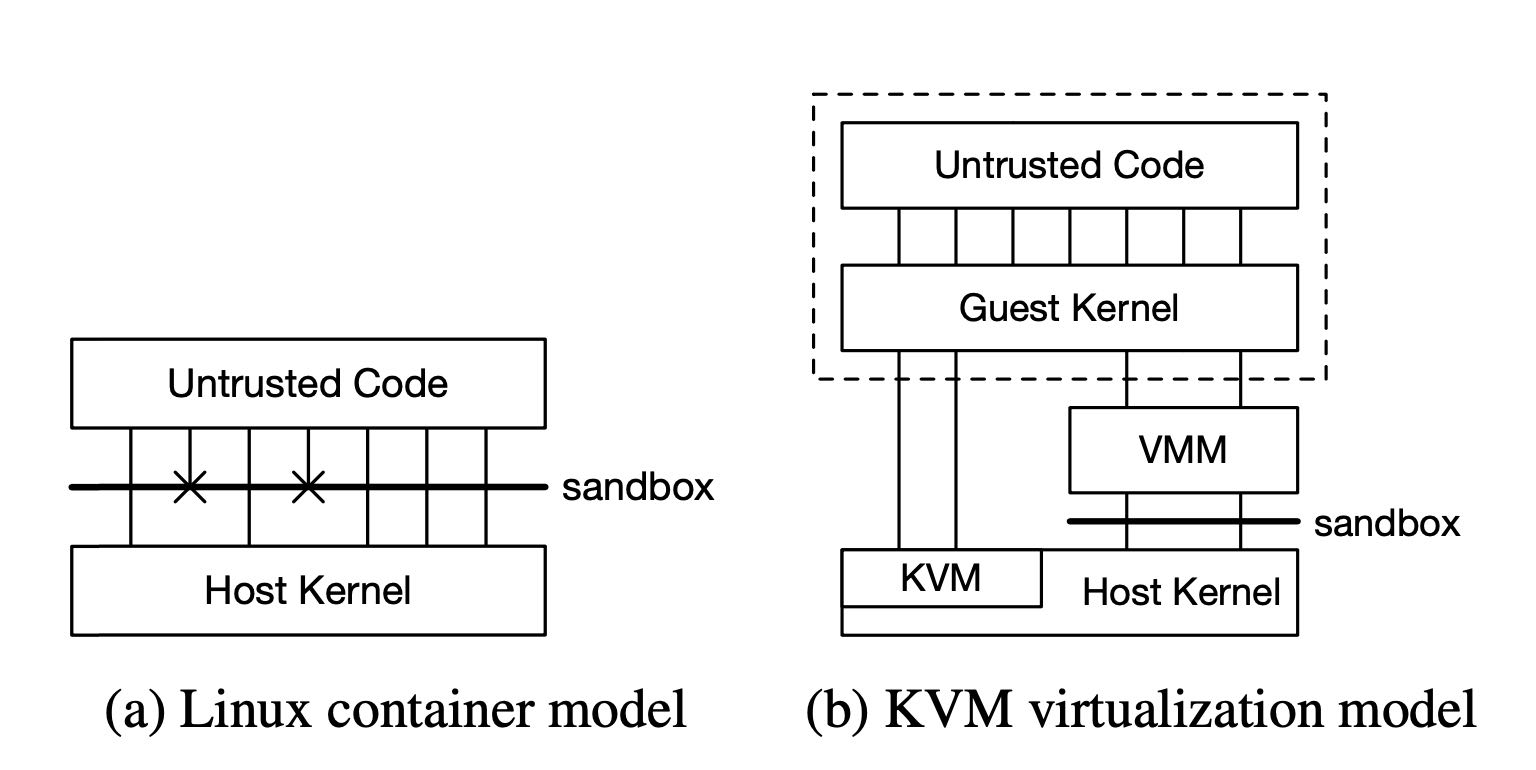 Untrusted Code
sandbox
Host Kernel
(a) Linux container model
Untrusted Code
Guest Kernel
VMM
sandbox
KVM
Host Kernel
(b) KVM virtualization model